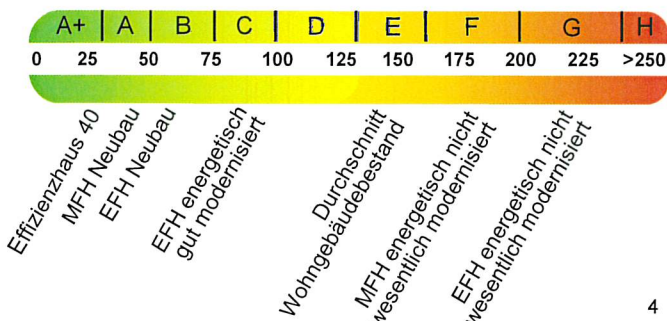 A+ A B C D E F G H
0 25 50 75 100 125 150 175 200 225 >250
Effizienzhaus 40
MFH Neubau
EFH Neubau
EFH energetisch
gut modernisiert
Durchschnitt
Wohngebäudebestand
MFH energetisch nicht
wesentlich modernisiert
EFH energetisch nicht
wesentlich modernisiert
4